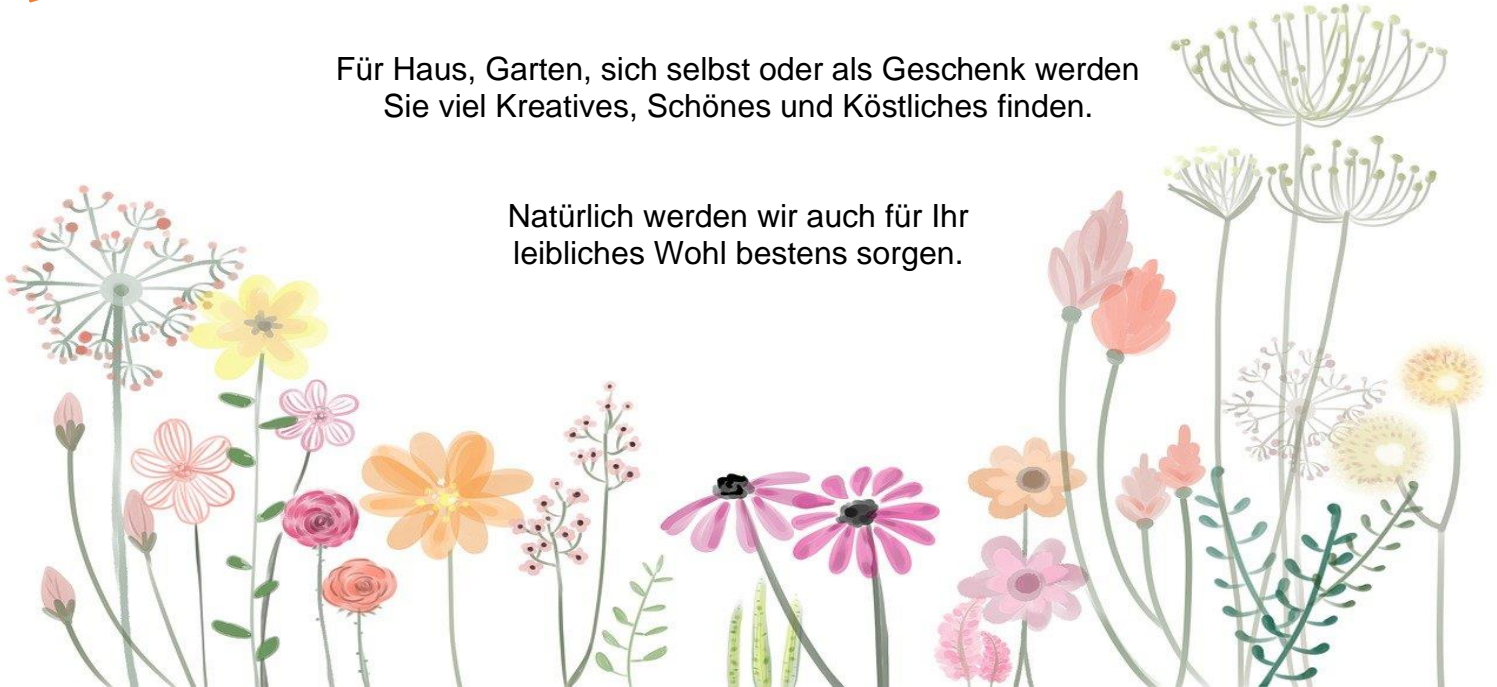 Für Haus, Garten, sich selbst oder als Geschenk werden
Sie viel Kreatives, Schönes und Köstliches finden.
Natürlich werden wir auch für Ihr
leibliches Wohl bestens sorgen.